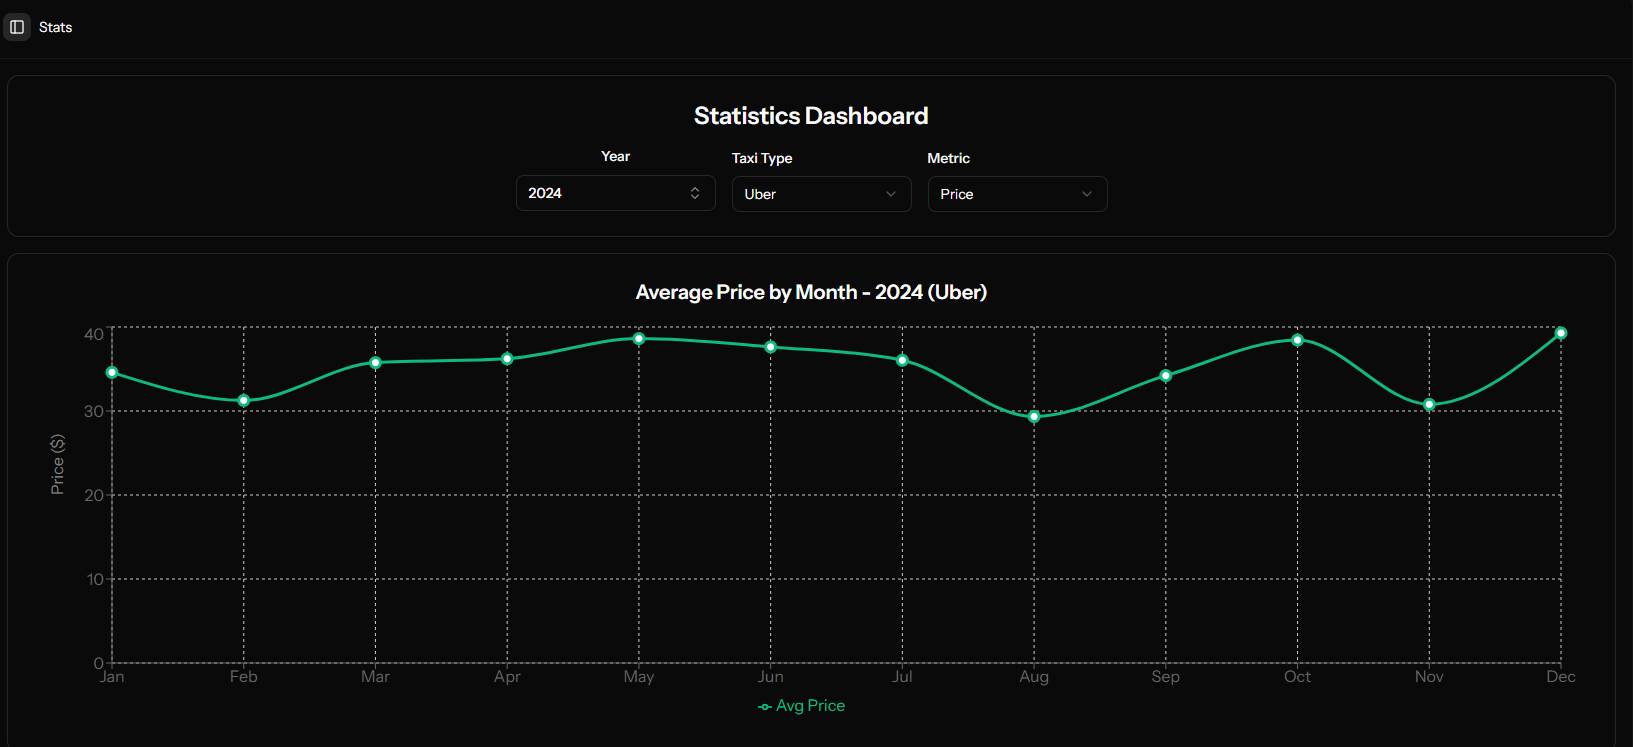 Stats
Statistics Dashboard
Year
Taxi Type
Metric
2024
Uber
Price
Average Price by Month - 2024 (Uber)
40
30
20
10
0
Price ($)
Jan Feb Mar Apr May Jun Jul Aug Sep Oct Nov Dec
Avg Price